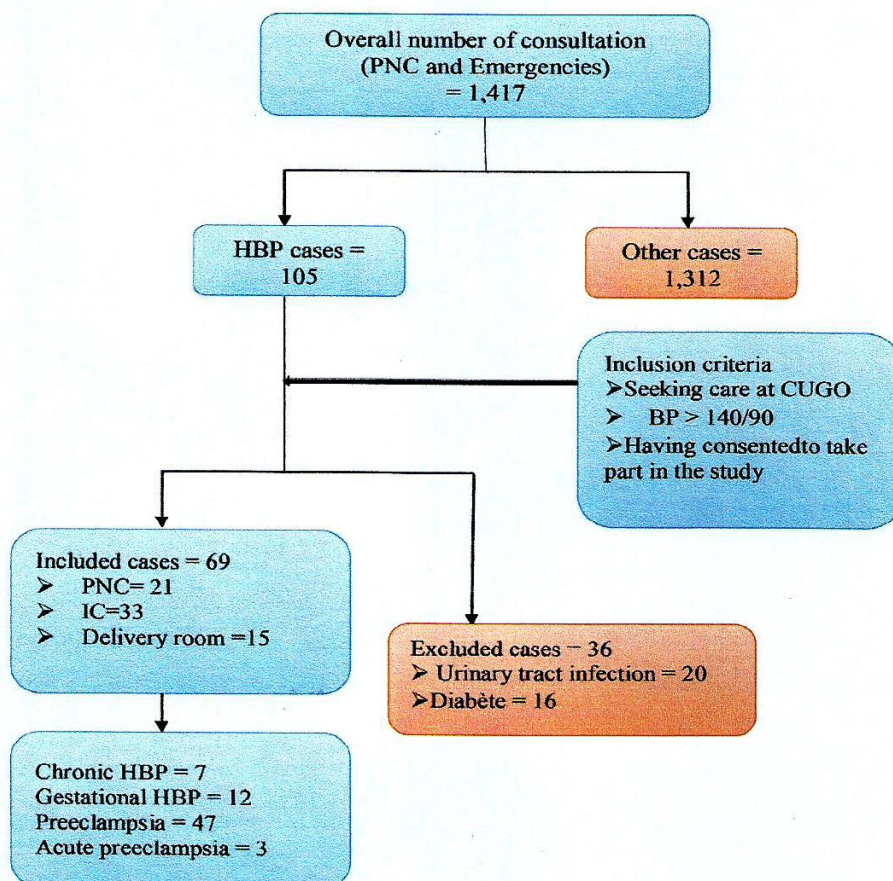 Overall number of consultation
(PNC and Emergencies)
= 1,417
HBP cases =
105
Other cases =
1,312
Inclusion criteria
➢Seeking care at CUGO
➢ BP > 140/90
➢Having consentedto take
part in the study
Included cases = 69
➢ PNC= 21
➢ IC=33
➢ Delivery room =15
Excluded cases = 36
➢ Urinary tract infection = 20
➢Diabète = 16
Chronic HBP = 7
Gestational HBP = 12
Preeclampsia = 47
Acute preeclampsia = 3